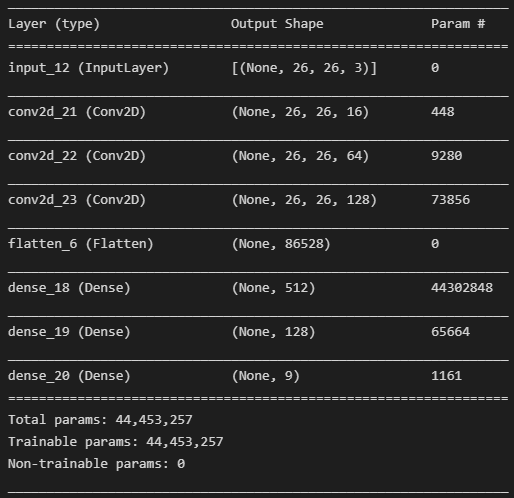 Layer (type) Output Shape Param #
input_12 (InputLayer) [(None, 26, 26, 3)] 0
conv2d_21 (Conv2D) (None, 26, 26, 16) 448
conv2d_22 (Conv2D) (None, 26, 26, 64) 9280
conv2d_23 (Conv2D) (None, 26, 26, 128) 73856
flatten_6 (Flatten) (None, 86528) 0
dense_18 (Dense) (None, 512) 44302848
dense_19 (Dense) (None, 128) 65664
dense_20 (Dense) (None, 9) 1161
Total params: 44,453,257
Trainable params: 44,453,257
Non-trainable params: 0